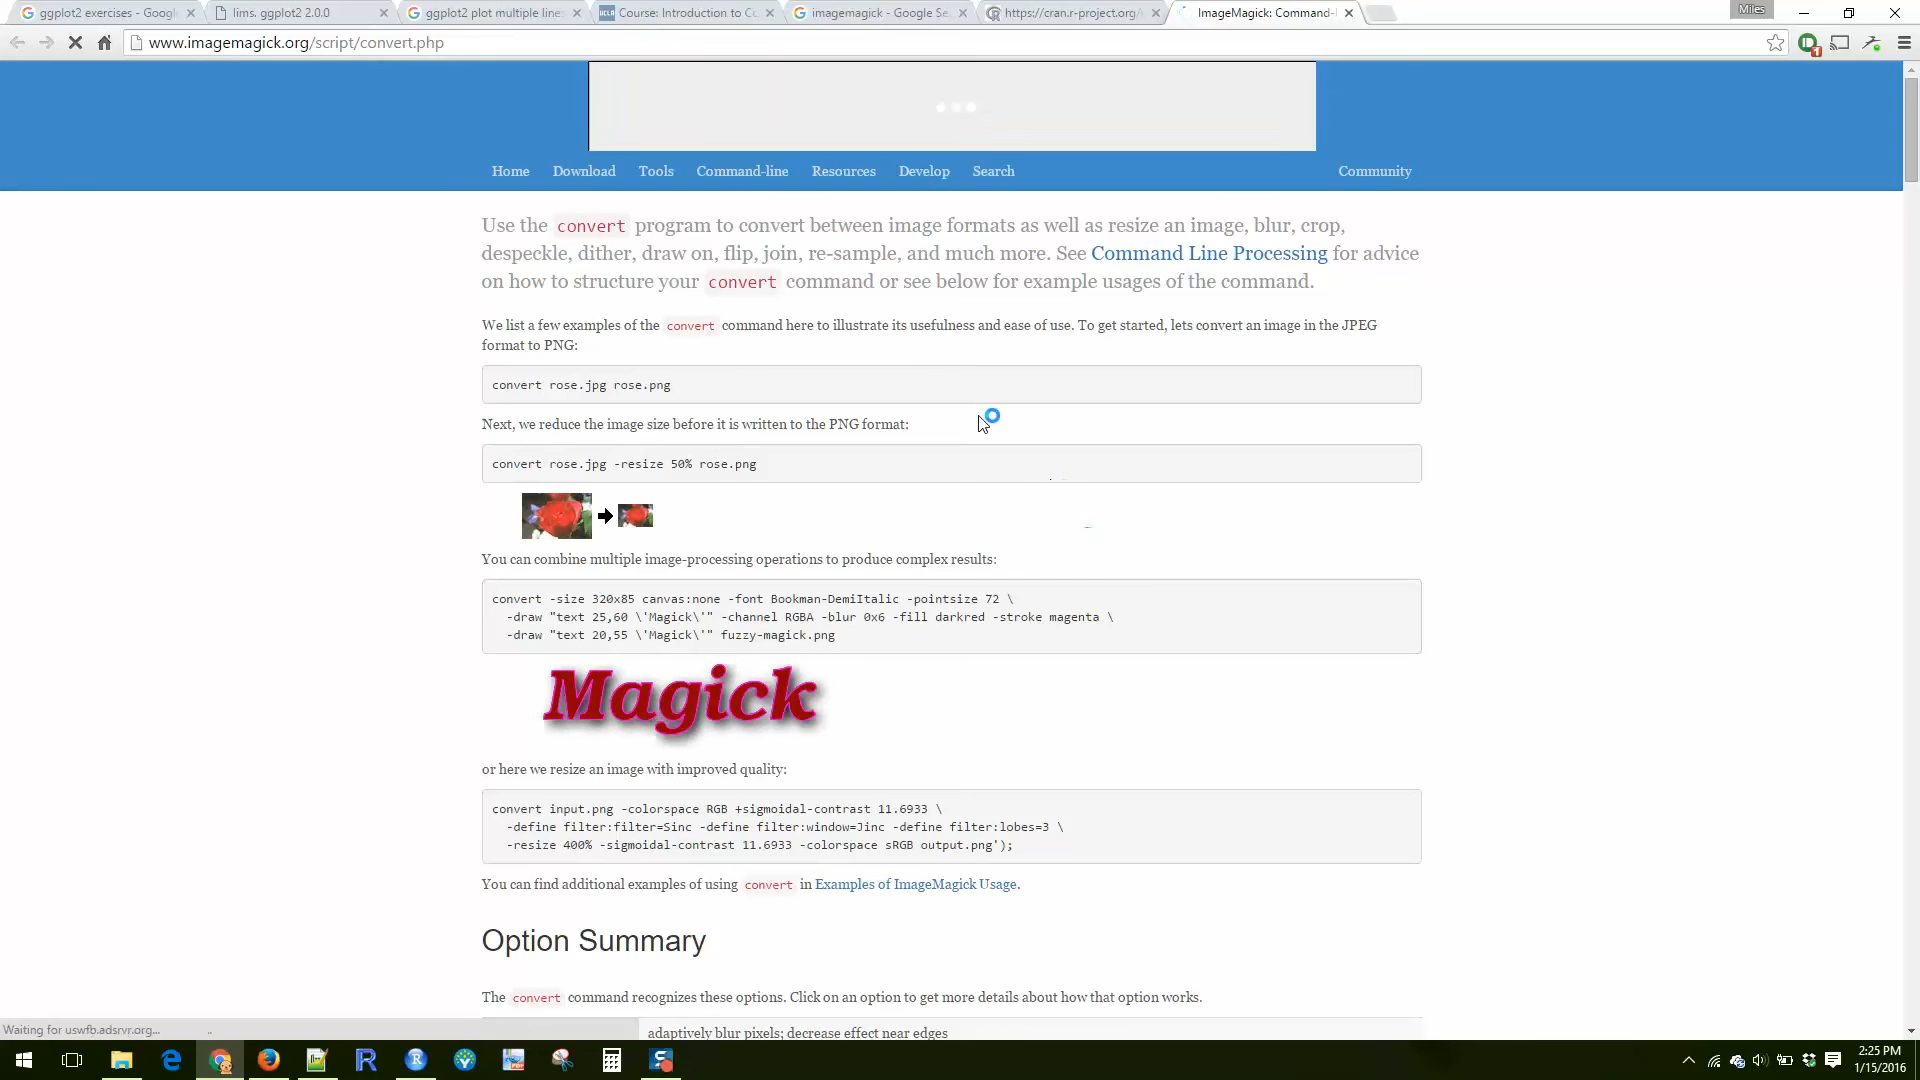 ggplot2 exercises - Googl
lims. ggplot2 2.0.0
ggplot2 plot multiple lines
Course: Introduction to Co
imagemagick - Google Se
https://cran.r-project.org/
ImageMagick: Command-
Miles
www.imagemagick.org/script/convert.php
Home Download Tools Command-line Resources Develop Search Community
Use the convert program to convert between image formats as well as resize an image, blur, crop,
despeckle, dither, draw on, flip, join, re-sample, and much more. See Command Line Processing for advice
on how to structure your convert command or see below for example usages of the command.
We list a few examples of the convert command here to illustrate its usefulness and ease of use. To get started, lets convert an image in the JPEG
format to PNG:
convert rose.jpg rose.png
Next, we reduce the image size before it is written to the PNG format:
convert rose.jpg -resize 50% rose.png
You can combine multiple image-processing operations to produce complex results:
convert -size 320x85 canvas:none -font Bookman-DemiItalic -pointsize 72 \
-draw "text 25,60 \'Magick\'" -channel RGBA -blur 0x6 -fill darkred -stroke magenta \
-draw "text 20,55 \'Magick\'" fuzzy-magick.png
Magick
or here we resize an image with improved quality:
convert input.png -colorspace RGB +sigmoidal-contrast 11.6933 \
-define filter:filter=Sinc -define filter:window=Jinc -define filter:lobes=3 \
-resize 400% -sigmoidal-contrast 11.6933 -colorspace sRGB output.png');
You can find additional examples of using convert in Examples of ImageMagick Usage.
Option Summary
The convert command recognizes these options. Click on an option to get more details about how that option works.
adaptively blur pixels; decrease effect near edges
Waiting for uswfb.adsrvr.org...
2:25 PM
1/15/2016